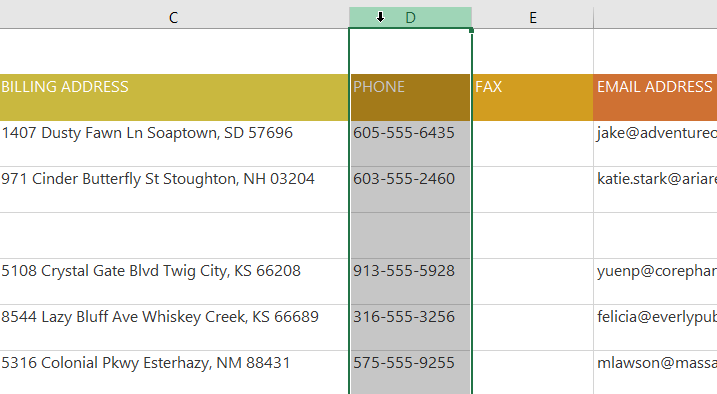 C D E
BILLING ADDRESS PHONE FAX EMAIL ADDRESS
1407 Dusty Fawn Ln Soaptown, SD 57696 605-555-6435 jake@adventureo
971 Cinder Butterfly St Stoughton, NH 03204 603-555-2460 katie.stark@ariare
5108 Crystal Gate Blvd Twig City, KS 66208 913-555-5928 yuenp@corephar
8544 Lazy Bluff Ave Whiskey Creek, KS 66689 316-555-3256 felicia@everlypub
5316 Colonial Pkwy Esterhazy, NM 88431 575-555-9255 mlawson@massa